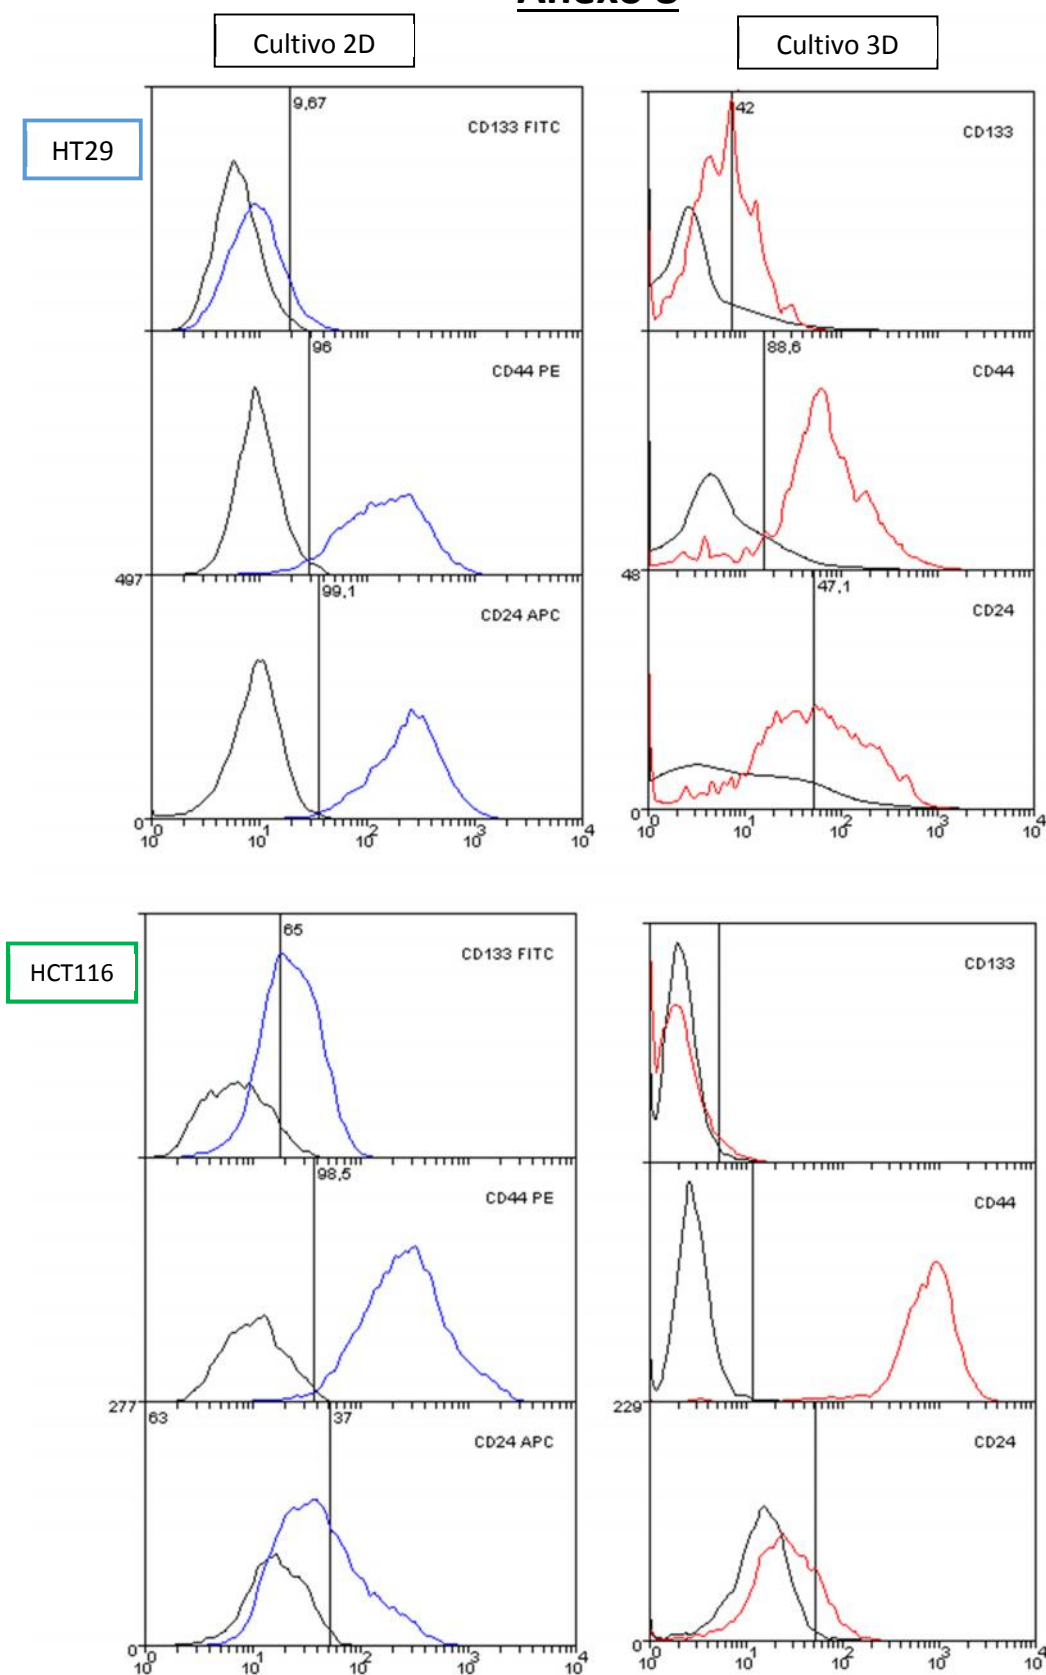 Anexo 3
Cultivo 2D
Cultivo 3D
HT29
9,67
CD133 FITC
42
CD133
96
CD44 PE
88,6
CD44
497
99,1
CD24 APC
48
47,1
CD24
0
10^0 10^1 10^2 10^3 10^4
0
10^0 10^1 10^2 10^3 10^4
HCT116
65
CD133 FITC
CD133
98,5
CD44 PE
CD44
277
63
37
CD24 APC
229
CD24
0
10^0 10^1 10^2 10^3 10^4
0
10^0 10^1 10^2 10^3 10^4